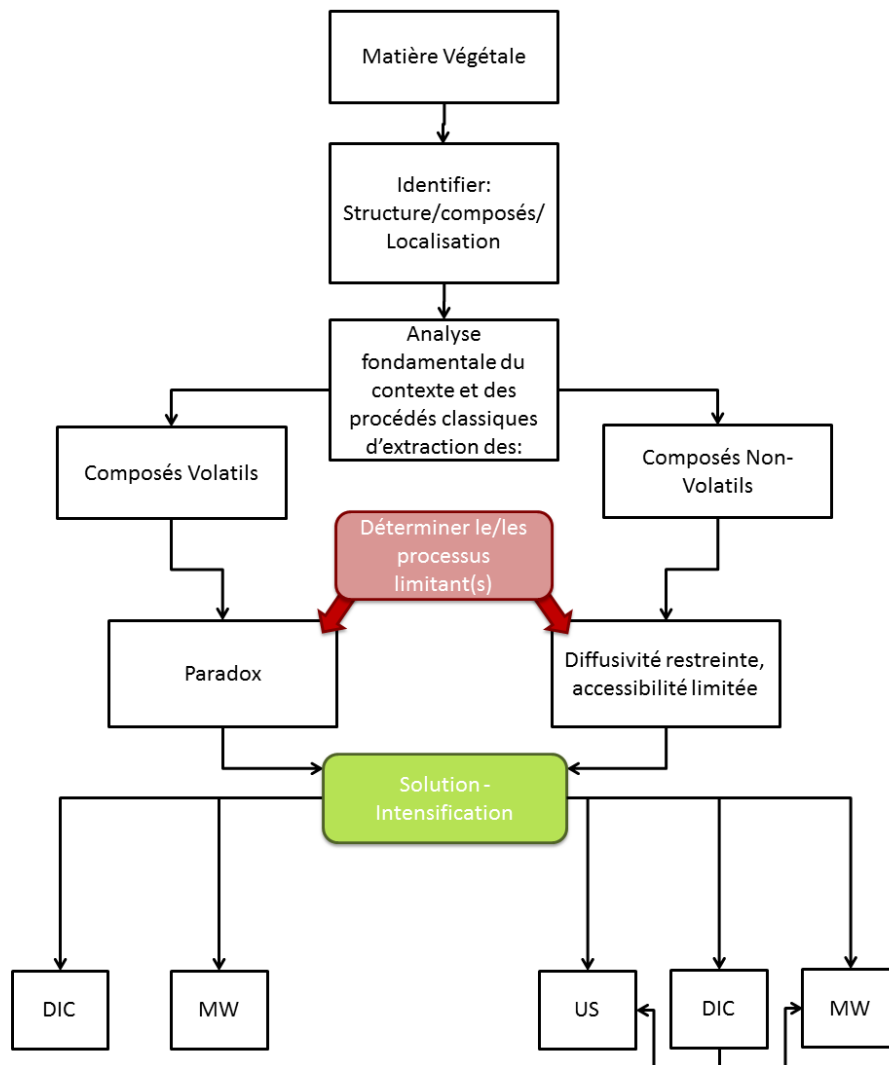 Matière Végétale
Identifier:
Structure/composés/
Localisation
Analyse
fondamentale du
contexte et des
procédés classiques
d'extraction des:
Composés Volatils
Composés Non-
Volatils
Déterminer le/les
processus
limitant(s)
Paradox
Diffusivité restreinte,
accessibilité limitée
Solution -
Intensification
DIC
MW
US
DIC
MW